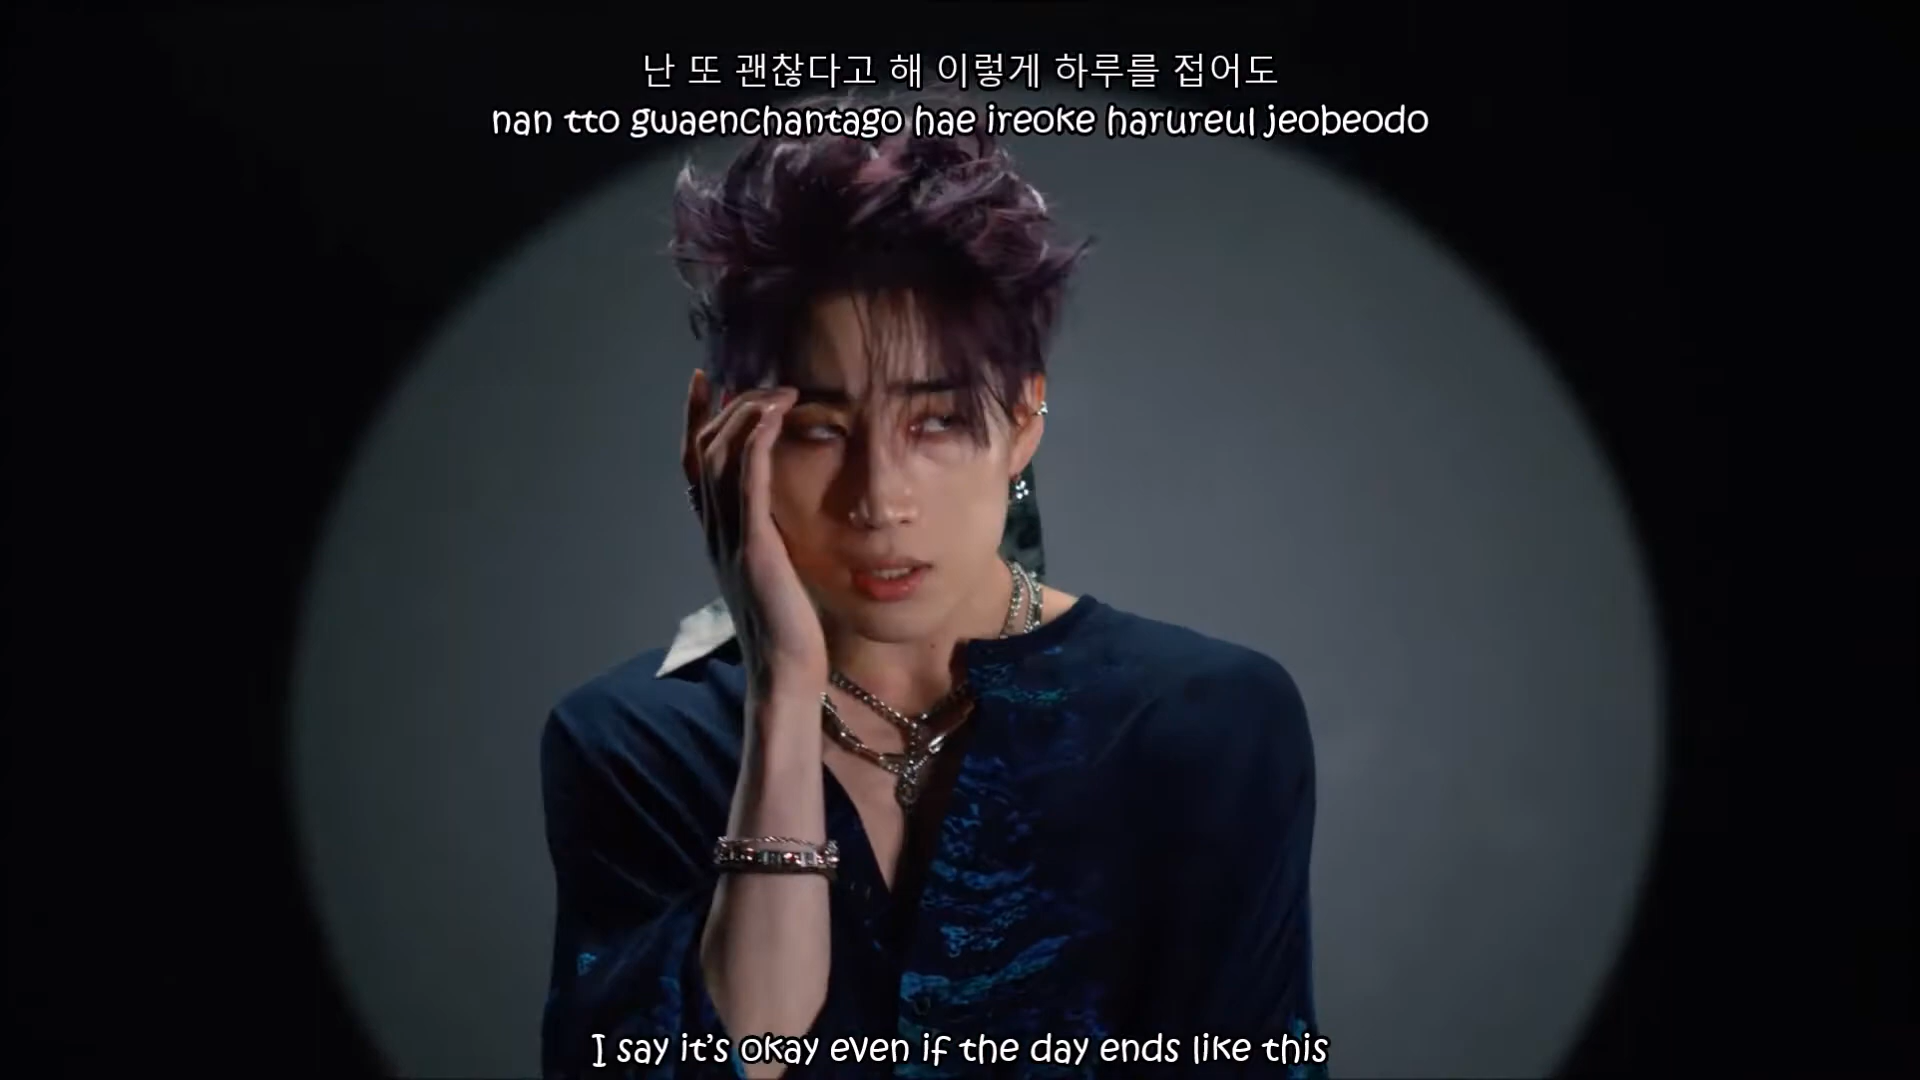 난 또 괜찮다고 해 이렇게 하루를 접어도
nan tto gwaenchantago hae ireoke harureul jeobeodo
I say it's okay even if the day ends like this